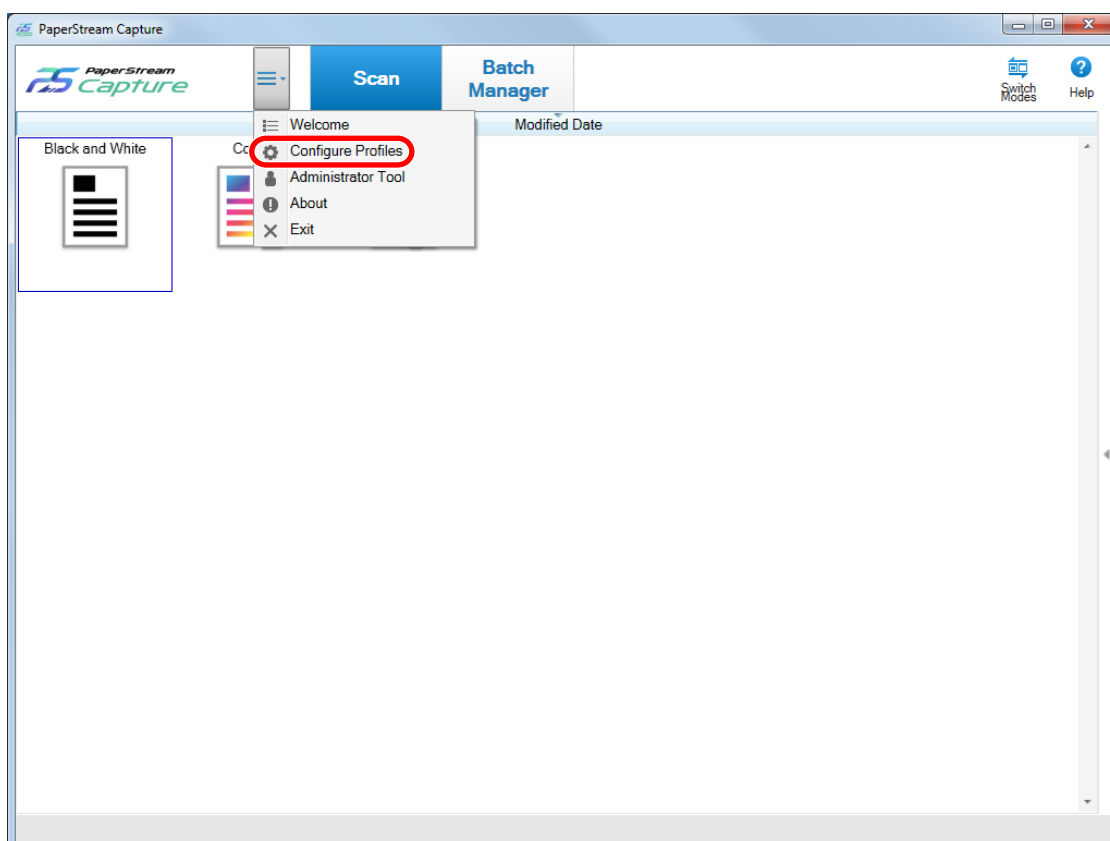 PaperStream Capture
PaperStream
Capture
Scan
Batch
Manager
Switch
Modes
Help
Modified Date
Welcome
Configure Profiles
Administrator Tool
About
Exit
Black and White